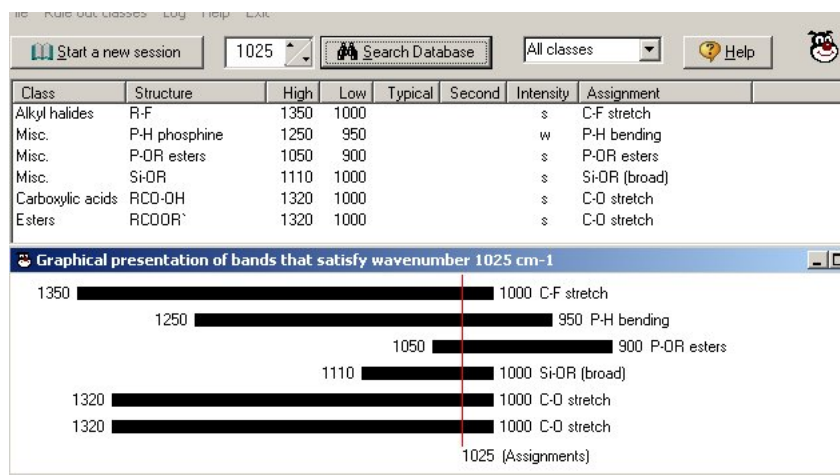 ile Rule out classes Log Help Exit
Start a new session 1025 Search Database All classes Help
Class Structure High Low Typical Second Intensity Assignment
Alkyl halides R-F 1350 1000 s C-F stretch
Misc. P-H phosphine 1250 950 w P-H bending
Misc. P-OR esters 1050 900 s P-OR esters
Misc. Si-OR 1110 1000 s Si-OR (broad)
Carboxylic acids RCO-OH 1320 1000 s C-O stretch
Esters RCOOR` 1320 1000 s C-O stretch
Graphical presentation of bands that satisfy wavenumber 1025 cm-1
1350 1000 C-F stretch
1250 950 P-H bending
1050 900 P-OR esters
1110 1000 Si-OR (broad)
1320 1000 C-O stretch
1320 1000 C-O stretch
1025 (Assignments)